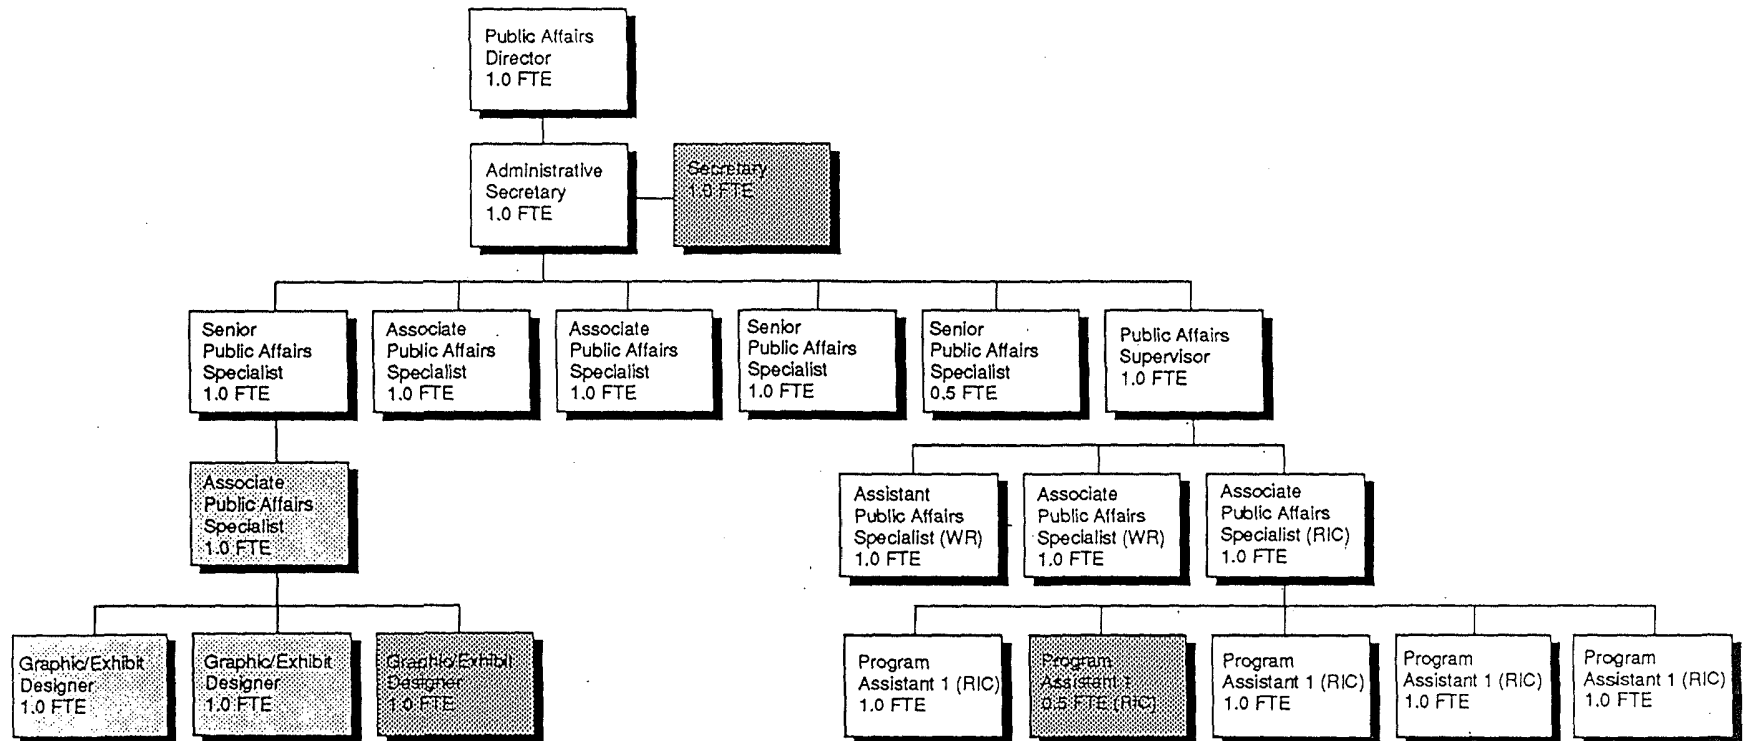 Public Affairs
Director
1.0 FTE
Administrative
Secretary
1.0 FTE
Secretary
1.0 FTE
Senior
Public Affairs
Specialist
1.0 FTE
Associate
Public Affairs
Specialist
1.0 FTE
Associate
Public Affairs
Specialist
1.0 FTE
Senior
Public Affairs
Specialist
1.0 FTE
Senior
Public Affairs
Specialist
0.5 FTE
Public Affairs
Supervisor
1.0 FTE
Associate
Public Affairs
Specialist
1.0 FTE
Assistant
Public Affairs
Specialist (WR)
1.0 FTE
Associate
Public Affairs
Specialist (WR)
1.0 FTE
Associate
Public Affairs
Specialist (RIC)
1.0 FTE
Graphic/Exhibit
Designer
1.0 FTE
Graphic/Exhibit
Designer
1.0 FTE
Graphic/Exhibit
Designer
1.0 FTE
Program
Assistant 1 (RIC)
1.0 FTE
Program
Assistant 1
0.5 FTE (RIC)
Program
Assistant 1 (RIC)
1.0 FTE
Program
Assistant 1 (RIC)
1.0 FTE
Program
Assistant 1 (RIC)
1.0 FTE